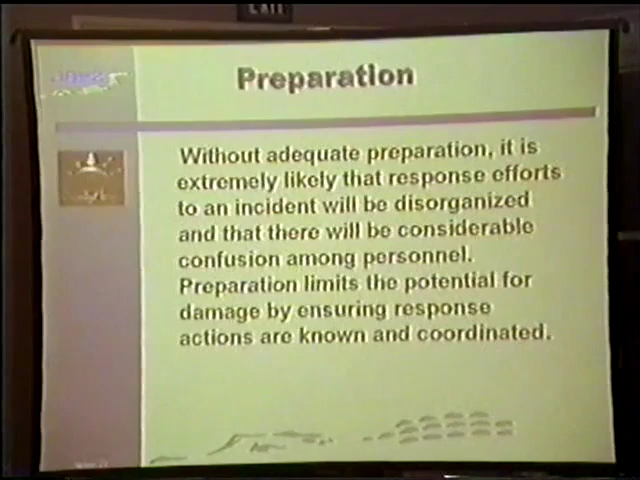 Preparation
Without adequate preparation, it is
extremely likely that response efforts
to an incident will be disorganized
and that there will be considerable
confusion among personnel.
Preparation limits the potential for
damage by ensuring response
actions are known and coordinated.